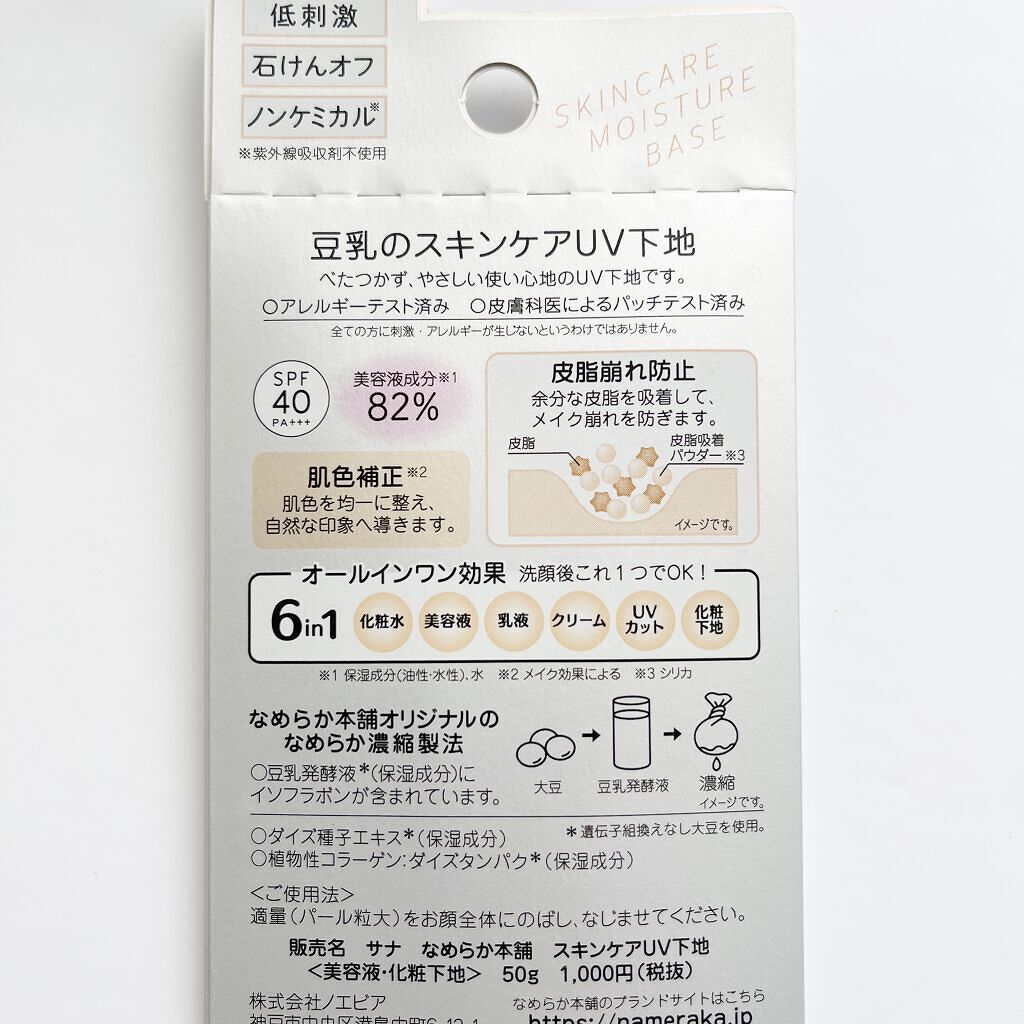 低刺激
石けんオフ
ノンケミカル※
※紫外線吸収剤不使用
SKINCARE
MOISTURE
BASE
豆乳のスキンケアUV下地
べたつかず、やさしい使い心地のUV下地です。
○アレルギーテスト済み ○皮膚科医によるパッチテスト済み
全ての方に刺激・アレルギーが生じないというわけではありません。
SPF
40
PA+++
美容液成分※1
82%
肌色補正※2
肌色を均一に整え、
自然な印象へ導きます。
皮脂崩れ防止
余分な皮脂を吸着して、
メイク崩れを防ぎます。
皮脂
皮脂吸着
パウダー※3
イメージです。
オールインワン効果 洗顔後これ1つでOK!
6in1 化粧水 美容液 乳液 クリーム UVカット 化粧下地
※1 保湿成分(油性・水性)、水 ※2 メイク効果による ※3 シリカ
なめらか本舗オリジナルの
なめらか濃縮製法
○豆乳発酵液*(保湿成分)に
イソフラボンが含まれています。
大豆 豆乳発酵液 濃縮
イメージです。
*遺伝子組換えなし大豆を使用。
○ダイズ種子エキス*(保湿成分)
○植物性コラーゲン:ダイズタンパク*(保湿成分)
<ご使用法>
適量(パール粒大)をお顔全体にのばし、なじませてください。
販売名 サナ なめらか本舗 スキンケアUV下地
<美容液・化粧下地> 50g 1,000円(税抜)
株式会社ノエビア
神戸市中央区港島中町6-13-1
なめらか本舗のブランドサイトはこちら
https://nameraka.jp